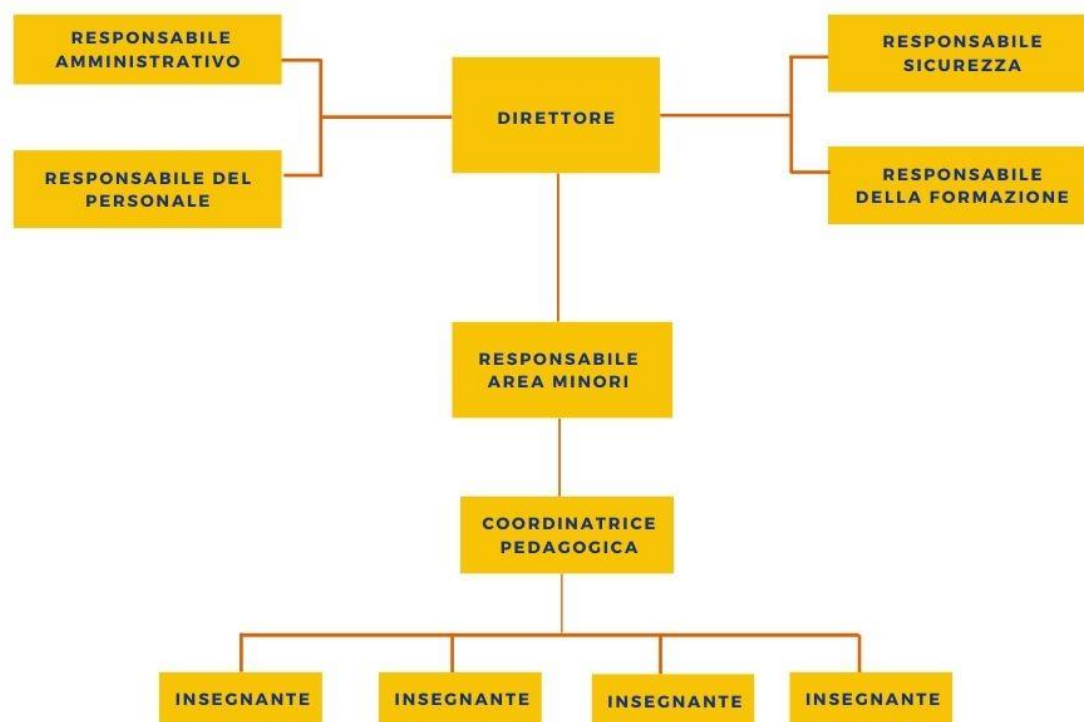 RESPONSABILE
AMMINISTRATIVO
RESPONSABILE
SICUREZZA
DIRETTORE
RESPONSABILE DEL
PERSONALE
RESPONSABILE
DELLA FORMAZIONE
RESPONSABILE
AREA MINORI
COORDINATRICE
PEDAGOGICA
INSEGNANTE
INSEGNANTE
INSEGNANTE
INSEGNANTE